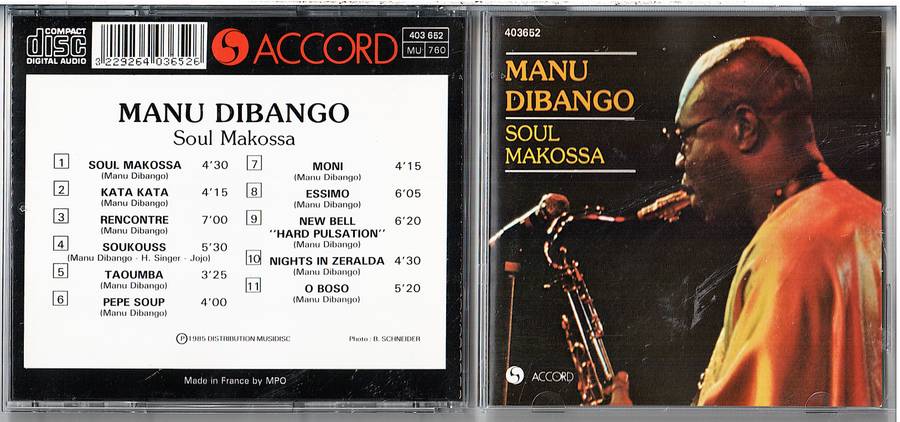 COMPACT
disc
DIGITAL AUDIO
3 229264 036526
ACCORD
403 652
MU 760
MANU DIBANGO
Soul Makossa
1 SOUL MAKOSSA 4'30
(Manu Dibango)
2 KATA KATA 4'15
(Manu Dibango)
3 RENCONTRE 7'00
(Manu Dibango)
4 SOUKOUSS 5'30
(Manu Dibango - H. Singer - Jojo)
5 TAOUMBA 3'25
(Manu Dibango)
6 PEPE SOUP 4'00
(Manu Dibango)
7 MONI 4'15
(Manu Dibango)
8 ESSIMO 6'05
(Manu Dibango)
9 NEW BELL 6'20
"HARD PULSATION"
(Manu Dibango)
10 NIGHTS IN ZERALDA 4'30
(Manu Dibango)
11 O BOSO 5'20
(Manu Dibango)
Ⓟ1985 DISTRIBUTION MUSIDISC
Photo : B. SCHNEIDER
Made in France by MPO
403652
MANU
DIBANGO
SOUL
MAKOSSA
ACCORD